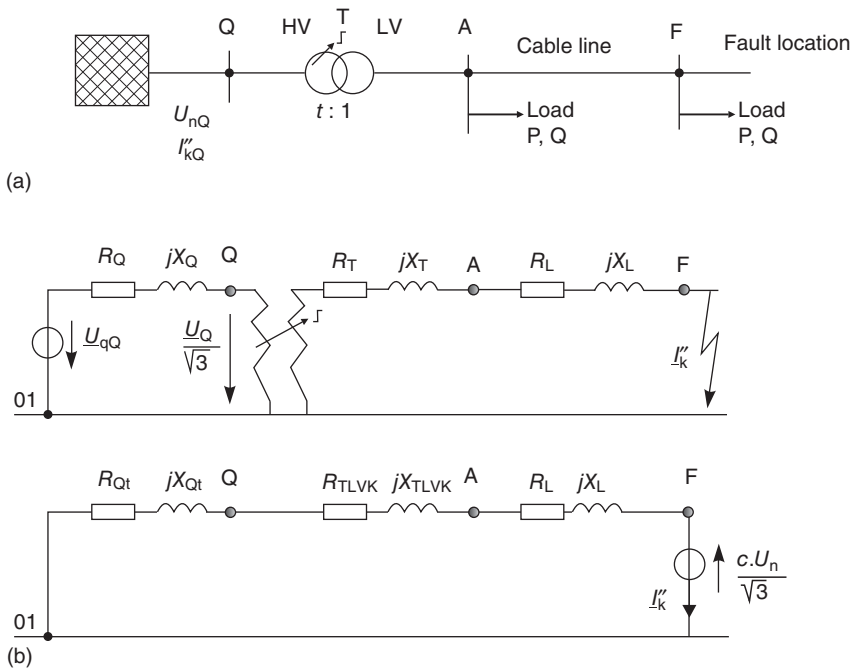 Q HV T LV A Cable line F Fault location
t : 1
Load Load
P, Q P, Q
UnQ
I″kQ
(a)
RQ jXQ Q RT jXT A RL jXL F
UqQ
UQ
√3
I″k
01
RQt jXQt Q RTLVK jXTLVK A RL jXL F
c.Un
√3
I″k
01
(b)